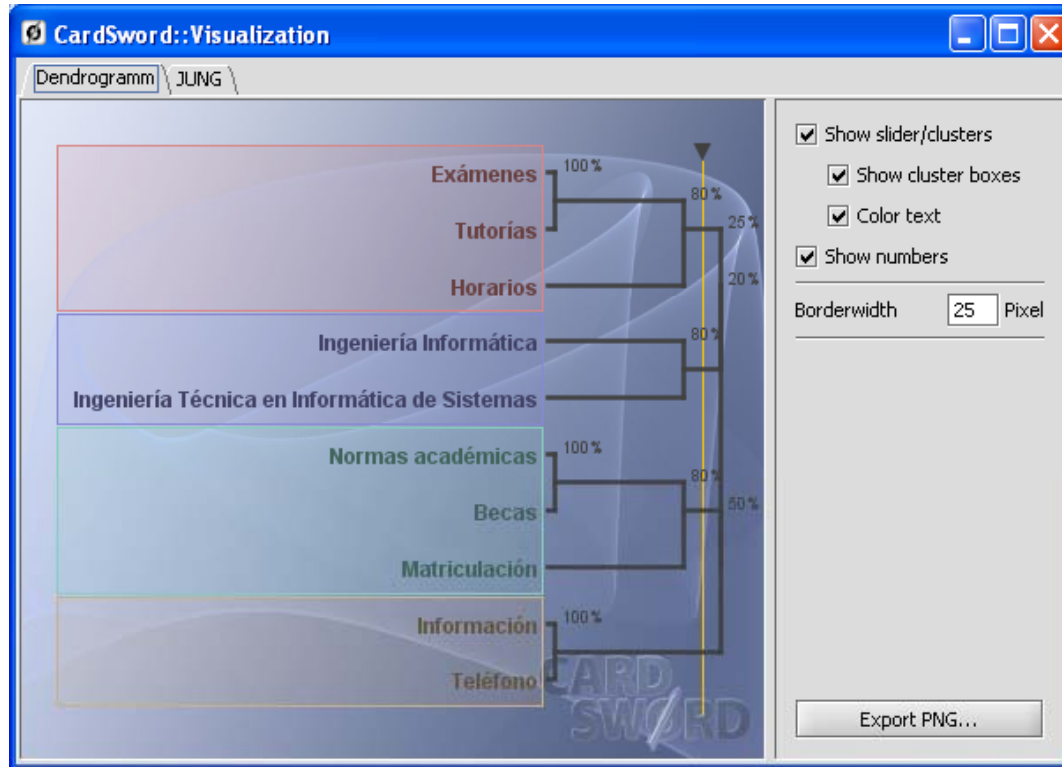 CardSword::Visualization
Dendrogramm JUNG
Exámenes 100%
80%
Tutorías 25%
Horarios 20%
Ingeniería Informática 80%
Ingeniería Técnica en Informática de Sistemas
Normas académicas 100%
80%
Becas 50%
Matriculación
Información 100%
Teléfono
CARD
SWØRD
Show slider/clusters
Show cluster boxes
Color text
Show numbers
Borderwidth 25 Pixel
Export PNG...